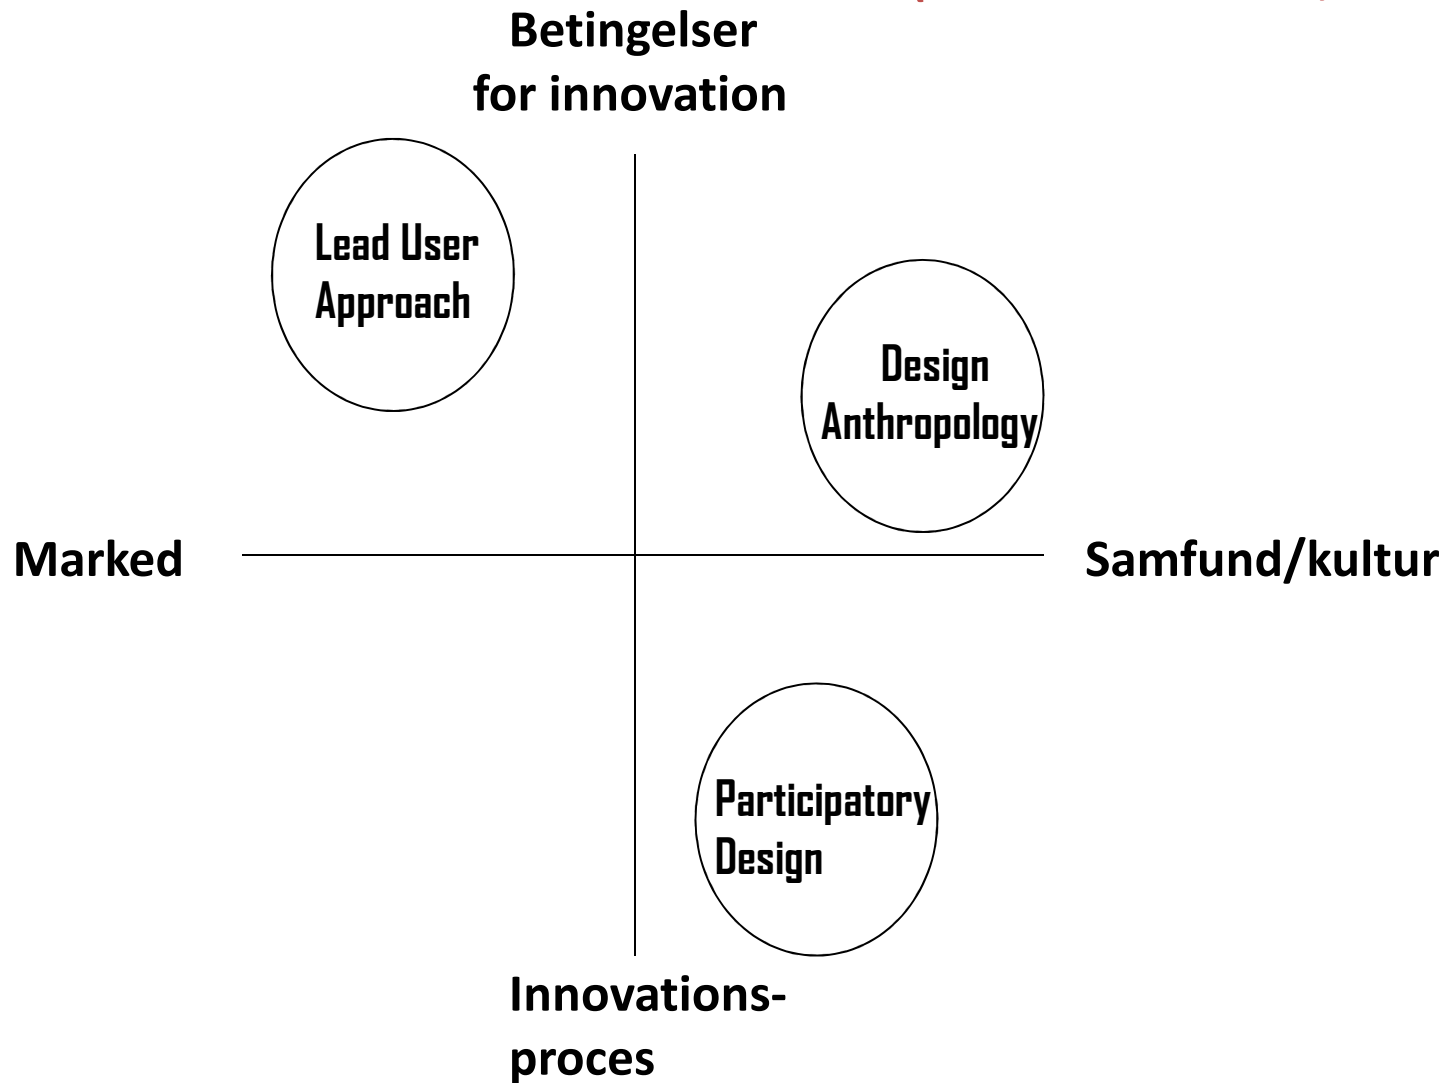 Betingelser
for innovation
Lead User
Approach
Design
Anthropology
Marked
Samfund/kultur
Participatory
Design
Innovations-
proces